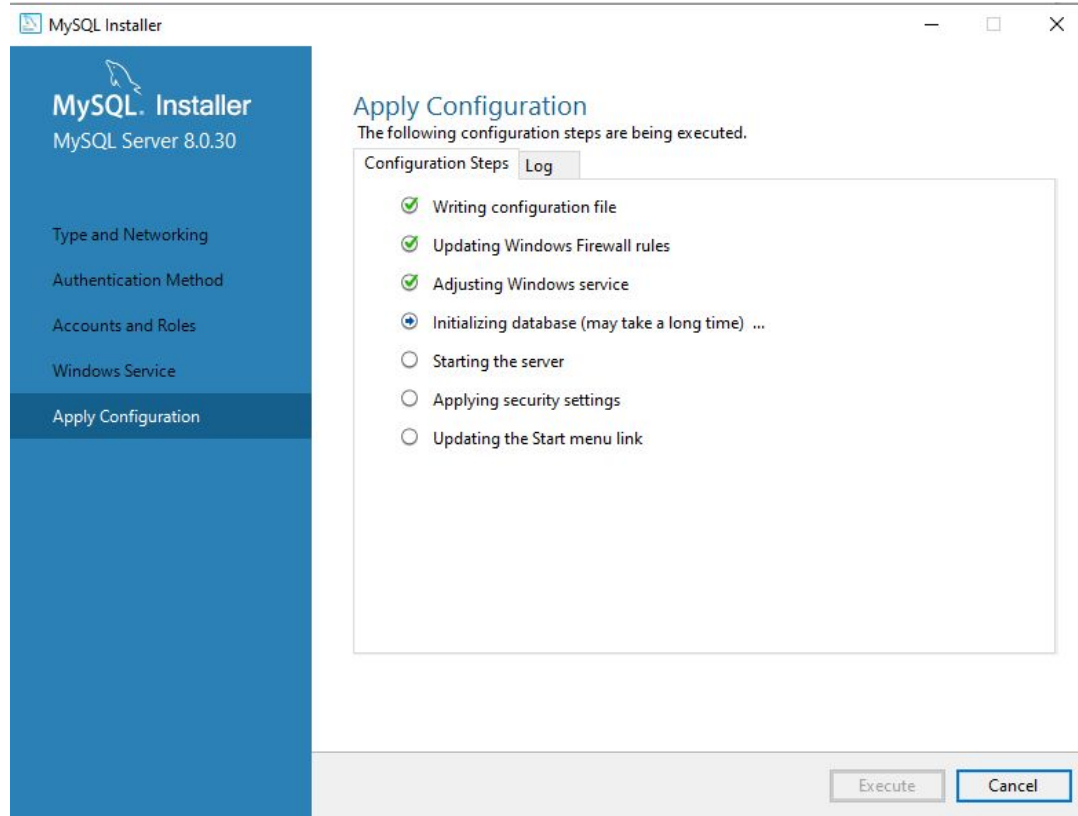 MySQL Installer
MySQL. Installer
MySQL Server 8.0.30
Type and Networking
Authentication Method
Accounts and Roles
Windows Service
Apply Configuration
Apply Configuration
The following configuration steps are being executed.
Configuration Steps Log
Writing configuration file
Updating Windows Firewall rules
Adjusting Windows service
Initializing database (may take a long time) ...
Starting the server
Applying security settings
Updating the Start menu link
Execute Cancel